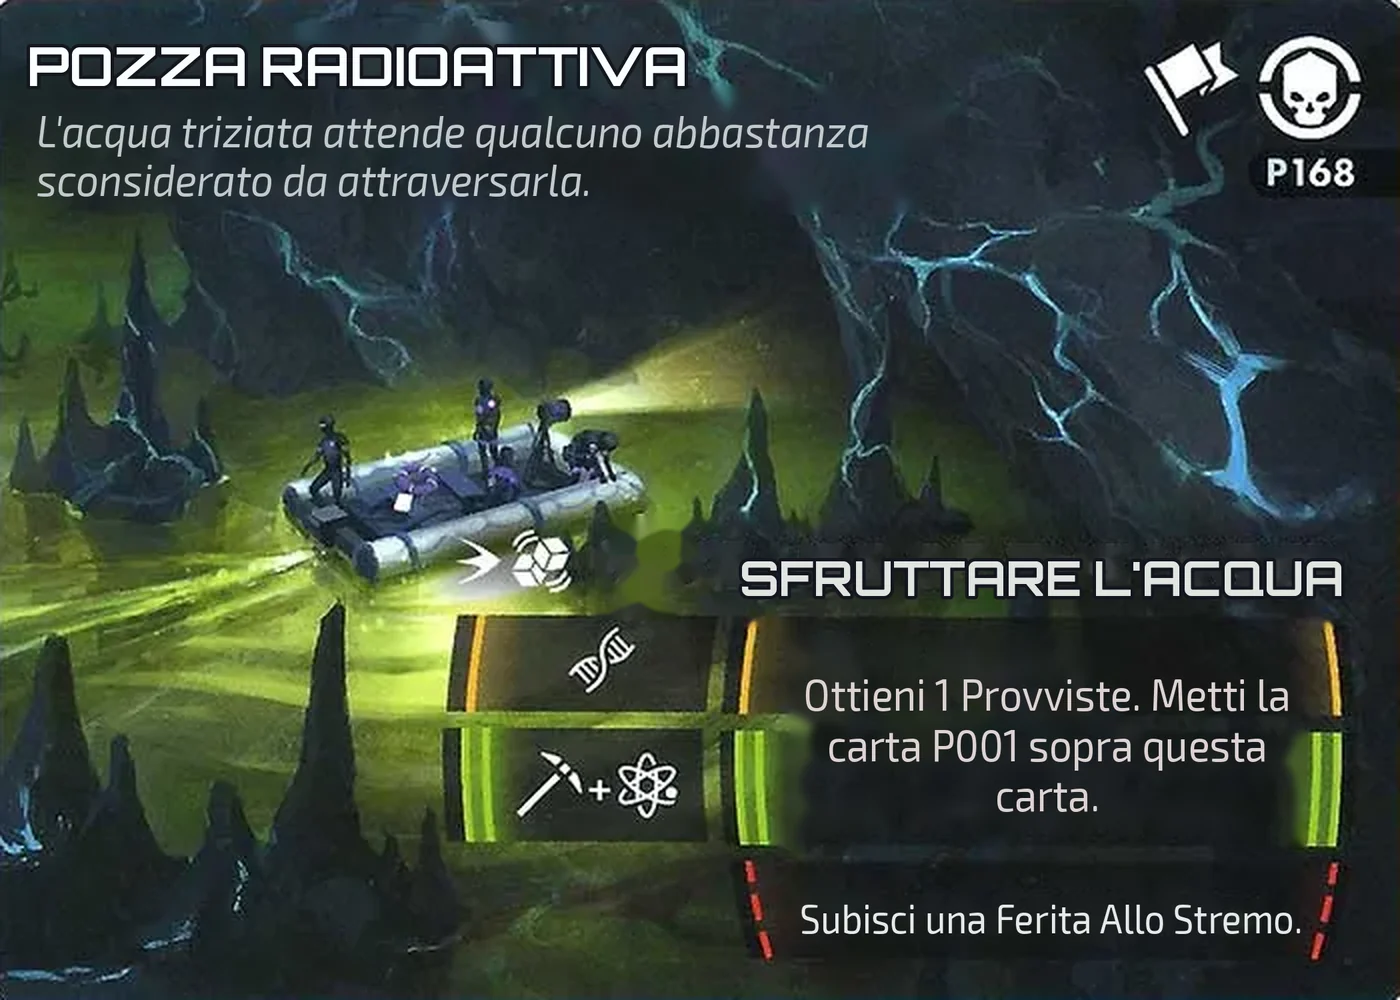 POZZA RADIOATTIVA
L'acqua triziata attende qualcuno abbastanza
sconsiderato da attraversarla.
P168
SFRUTTARE L'ACQUA
Ottieni 1 Provviste. Metti la
carta P001 sopra questa
carta.
+
Subisci una Ferita Allo Stremo.